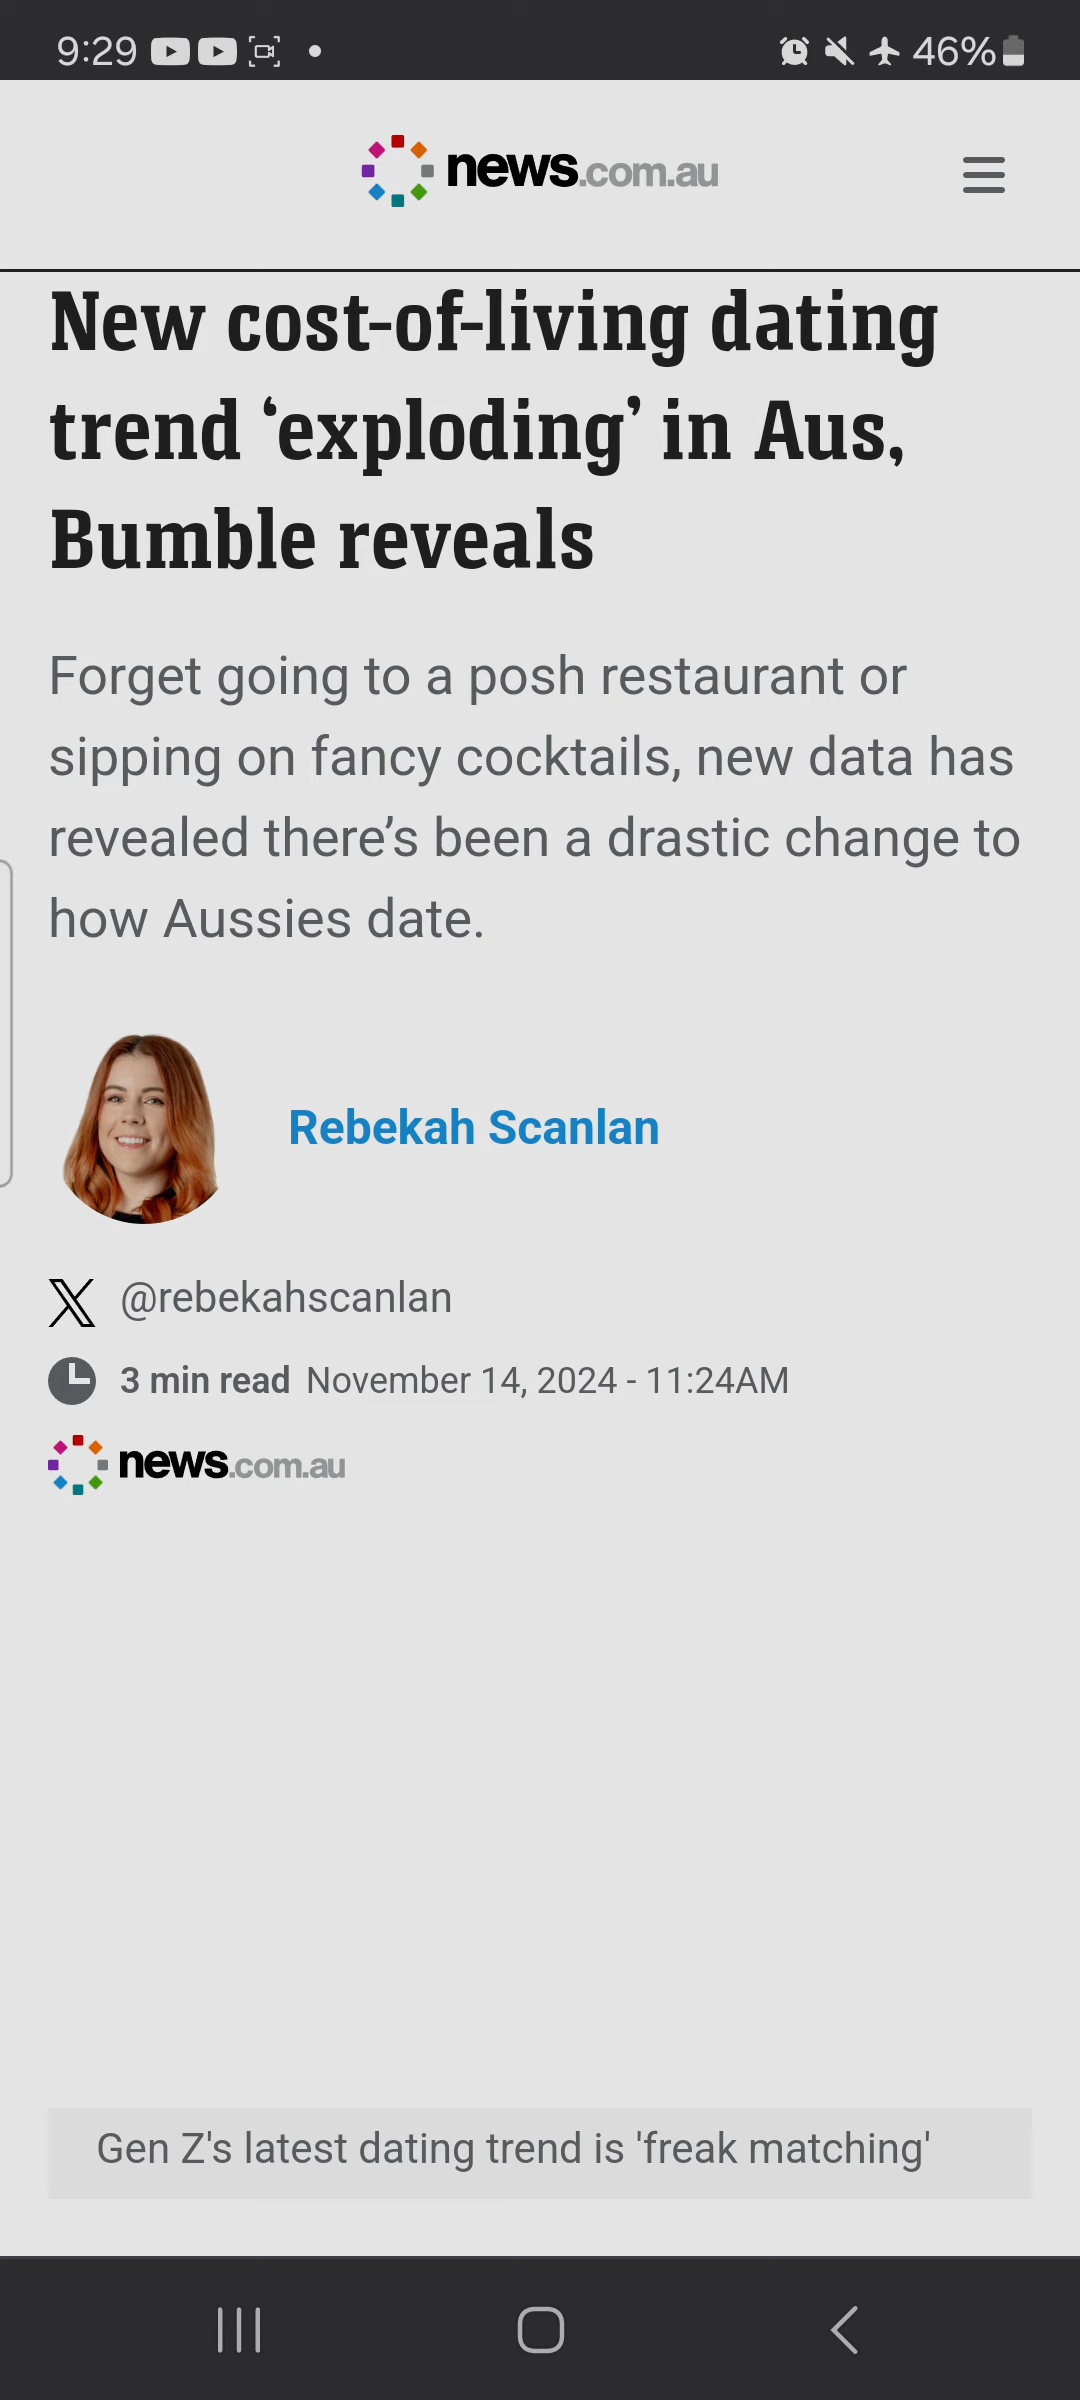 9:29 46%
news.com.au
New cost-of-living dating
trend ‘exploding’ in Aus,
Bumble reveals
Forget going to a posh restaurant or
sipping on fancy cocktails, new data has
revealed there’s been a drastic change to
how Aussies date.
Rebekah Scanlan
@rebekahscanlan
3 min read November 14, 2024 - 11:24AM
news.com.au
Gen Z's latest dating trend is 'freak matching'